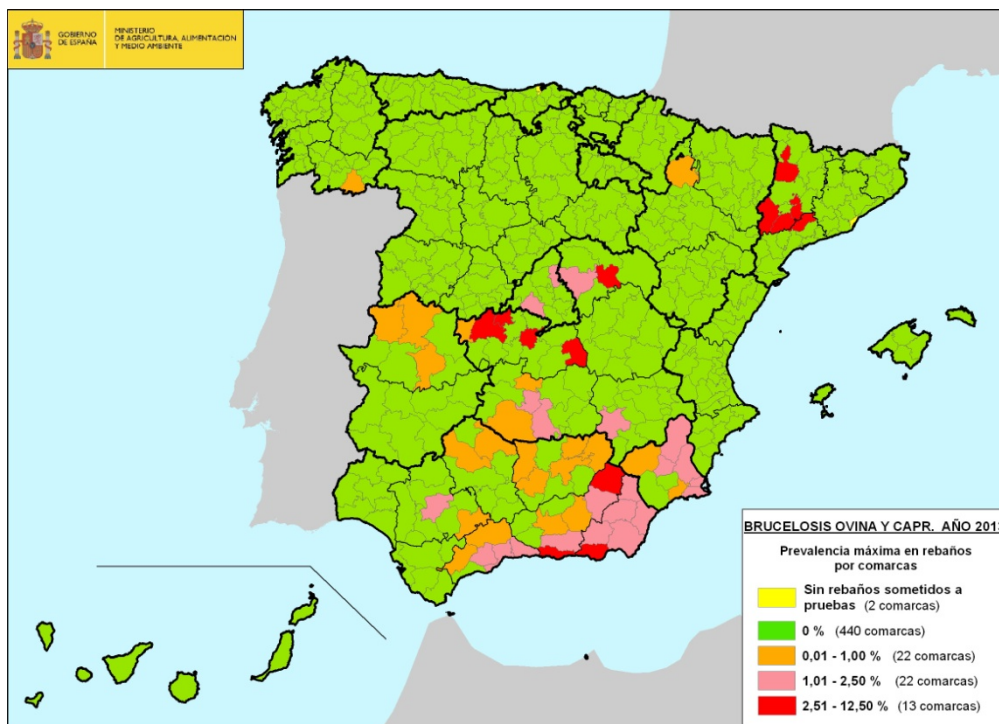 GOBIERNO
DE ESPAÑA
MINISTERIO
DE AGRICULTURA, ALIMENTACIÓN
Y MEDIO AMBIENTE
BRUCELOSIS OVINA Y CAPR. AÑO 2013
Prevalencia máxima en rebaños
por comarcas
Sin rebaños sometidos a
pruebas (2 comarcas)
0 % (440 comarcas)
0,01 - 1,00 % (22 comarcas)
1,01 - 2,50 % (22 comarcas)
2,51 - 12,50 % (13 comarcas)